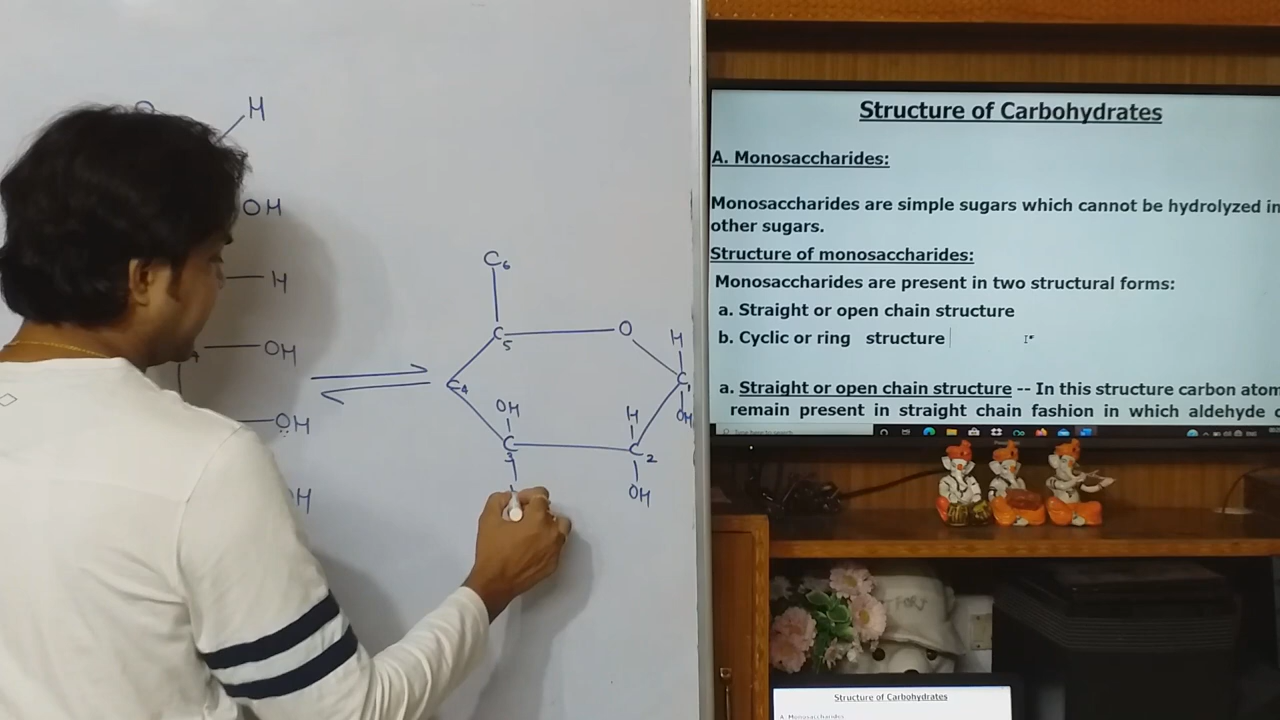 H
OH
H
OH
OH
OH
C6
C5
O
H
C4
C1
OH
H
OH
C3
C2
OH
Structure of Carbohydrates
A. Monosaccharides:
Monosaccharides are simple sugars which cannot be hydrolyzed in
other sugars.
Structure of monosaccharides:
Monosaccharides are present in two structural forms:
a. Straight or open chain structure
b. Cyclic or ring structure
a. Straight or open chain structure -- In this structure carbon atom
remain present in straight chain fashion in which aldehyde
Structure of Carbohydrates
A. Monosaccharides